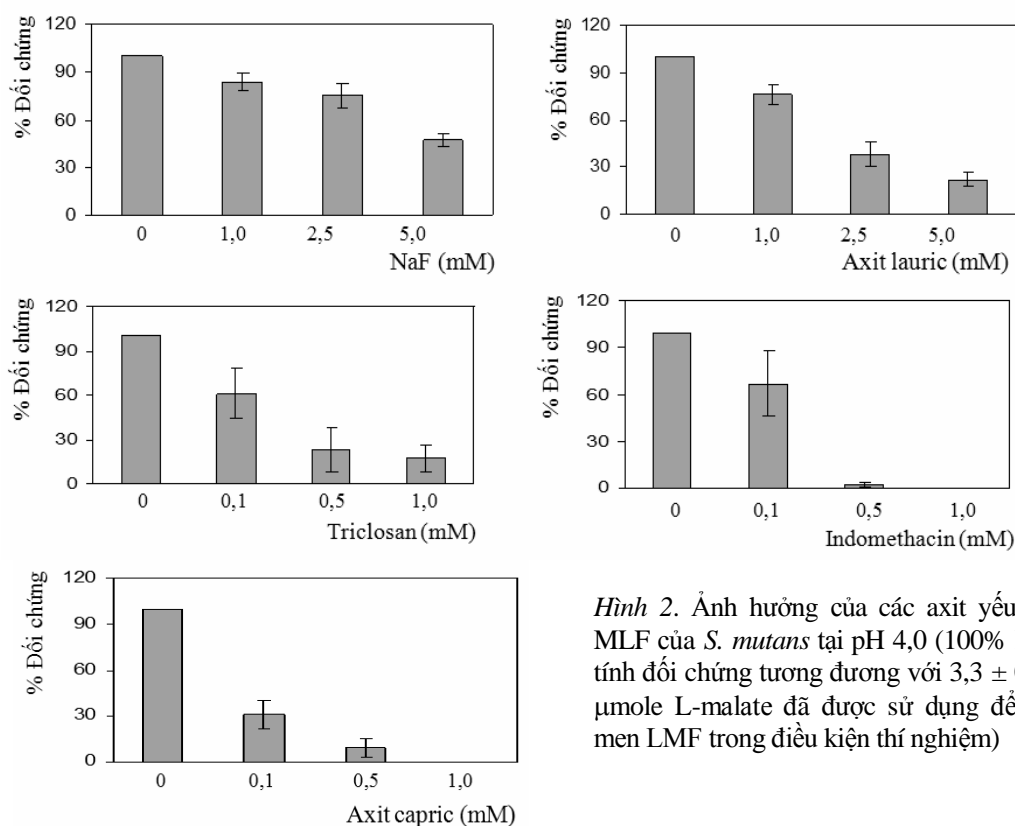 % Đối chứng
120
90
60
30
0
0 1,0 2,5 5,0
NaF (mM)
% Đối chứng
120
90
60
30
0
0 1,0 2,5 5,0
Axit lauric (mM)
% Đối chứng
120
90
60
30
0
0 0,1 0,5 1,0
Triclosan (mM)
% Đối chứng
120
90
60
30
0
0 0,1 0,5 1,0
Indomethacin (mM)
% Đối chứng
120
90
60
30
0
0 0,1 0,5 1,0
Axit capric (mM)
Hình 2. Ảnh hưởng của các axit yếu
MLF của S. mutans tại pH 4,0 (100%
tính đối chứng tương đương với 3,3 ±
μmole L-malate đã được sử dụng để
men LMF trong điều kiện thí nghiệm)